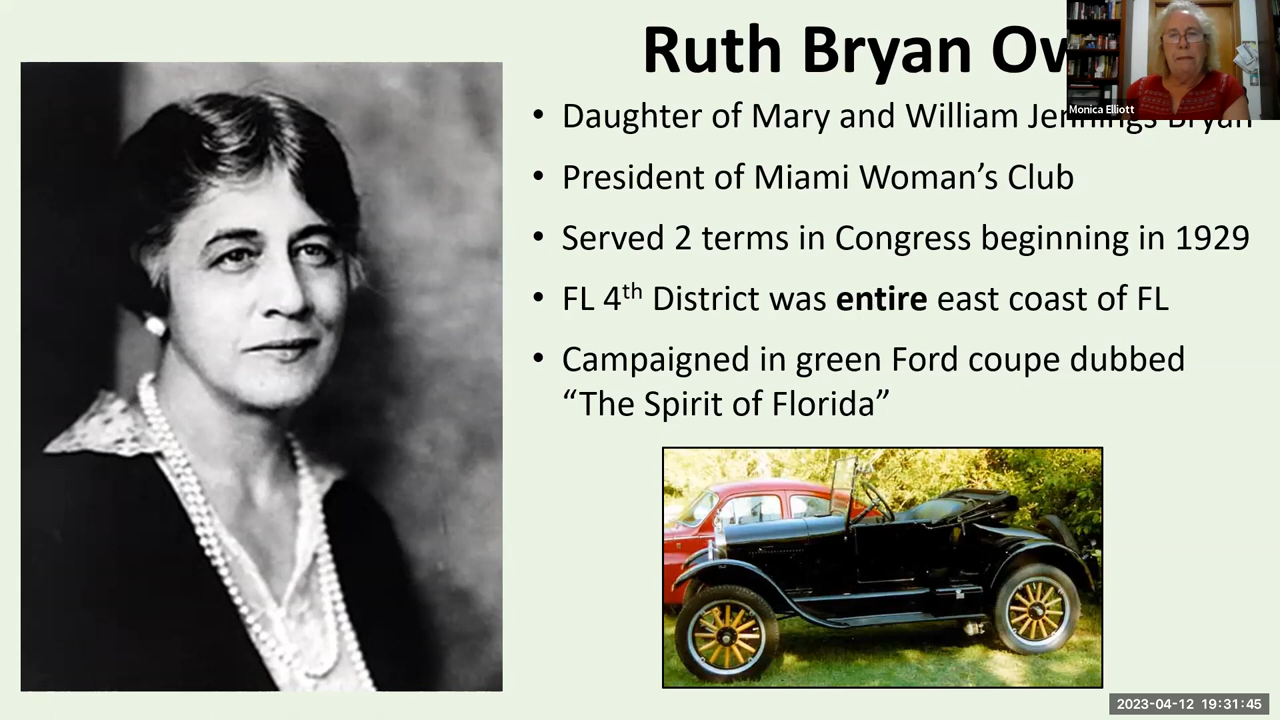 Ruth Bryan
Monica Elliott
• Daughter of Mary and William Jennings Bryan
• President of Miami Woman’s Club
• Served 2 terms in Congress beginning in 1929
• FL 4th District was entire east coast of FL
• Campaigned in green Ford coupe dubbed
“The Spirit of Florida”
2023-04-12 19:31:45